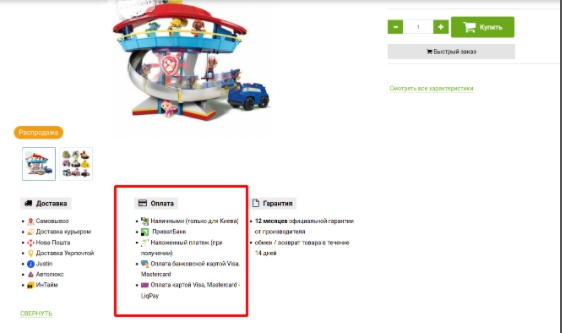 1
Купить
Быстрый заказ
Смотреть все характеристики
Распродажа
Доставка
Самовывоз
Доставка курьером
Нова Пошта
Доставка Укрпочтой
Justin
Автолюкс
ИнТайм
СВЕРНУТЬ
Оплата
Наличными (только для Киева)
ПриватБанк
Наложенный платеж (при
получении)
Оплата банковской картой Visa,
Mastercard
Оплата картой Visa, Mastercard -
LiqPay
Гарантия
12 месяцев официальной гарантии
от производителя
обмен / возврат товара в течение
14 дней